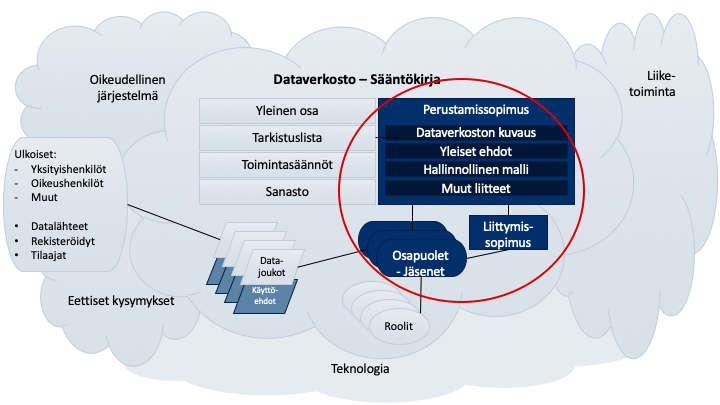 Oikeudellinen
järjestelmä
Dataverkosto – Sääntökirja
Liike-
toiminta
Yleinen osa
Tarkistuslista
Toimintasäännöt
Sanasto
Perustamissopimus
Dataverkoston kuvaus
Yleiset ehdot
Hallinnollinen malli
Muut liitteet
Ulkoiset:
- Yksityishenkilöt
- Oikeushenkilöt
- Muut
• Datalähteet
• Rekisteröidyt
• Tilaajat
Data-
joukot
Käyttö-
ehdot
Osapuolet
- Jäsenet
Liittymis-
sopimus
Roolit
Eettiset kysymykset
Teknologia